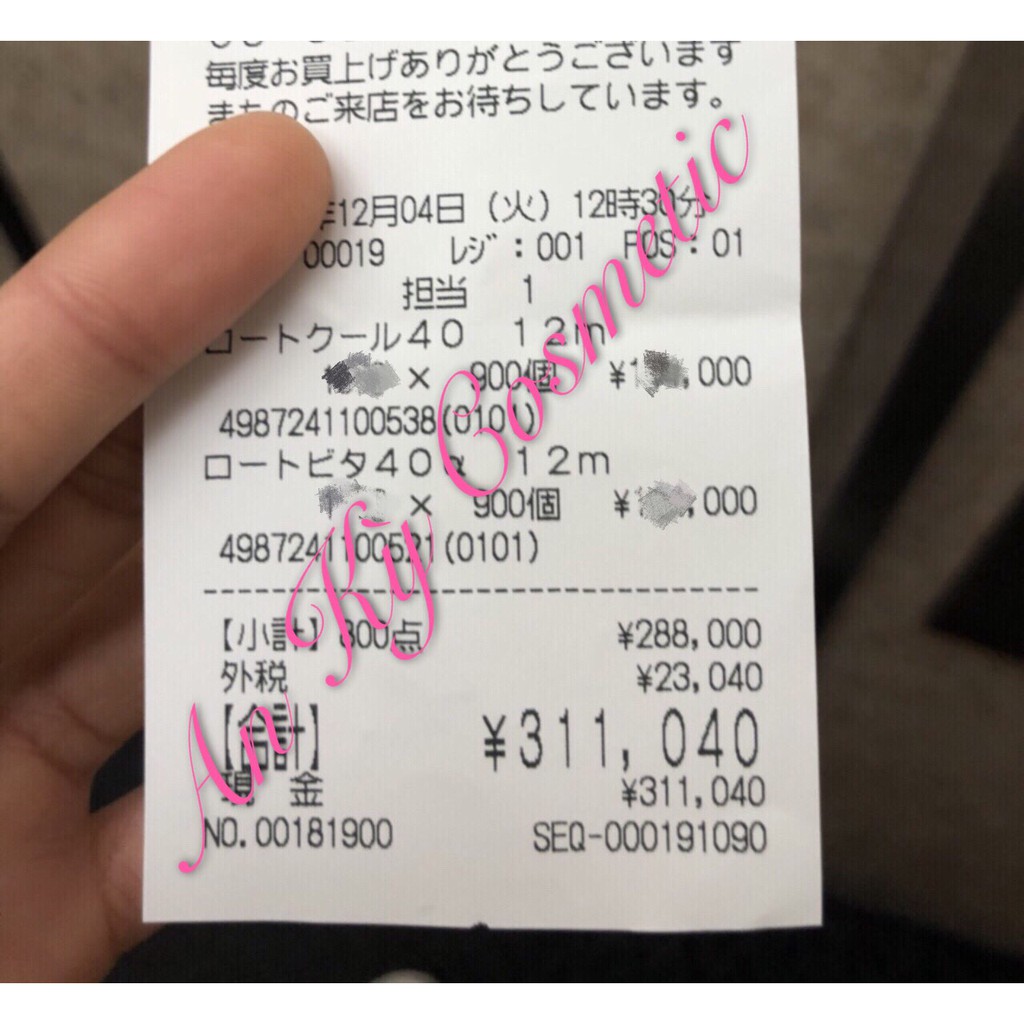 毎度お買上げありがとうございます
のご来店をお待ちしています。
12月04日(火) 12時30分
00019 レジ:001 POS:01
担当 1
ロートクール40 12m
× 900個 ¥1 ,000
4987241100538(0101)
ロートビタ40α 12m
× 900個 ¥ ,000
4987241100521(0101)
【小計】 点 ¥288,000
外税 ¥23,040
【合計】 ¥311,040
現 金 ¥311,040
NO.00181900 SEQ-000191090
An Kỳ Cosmetic